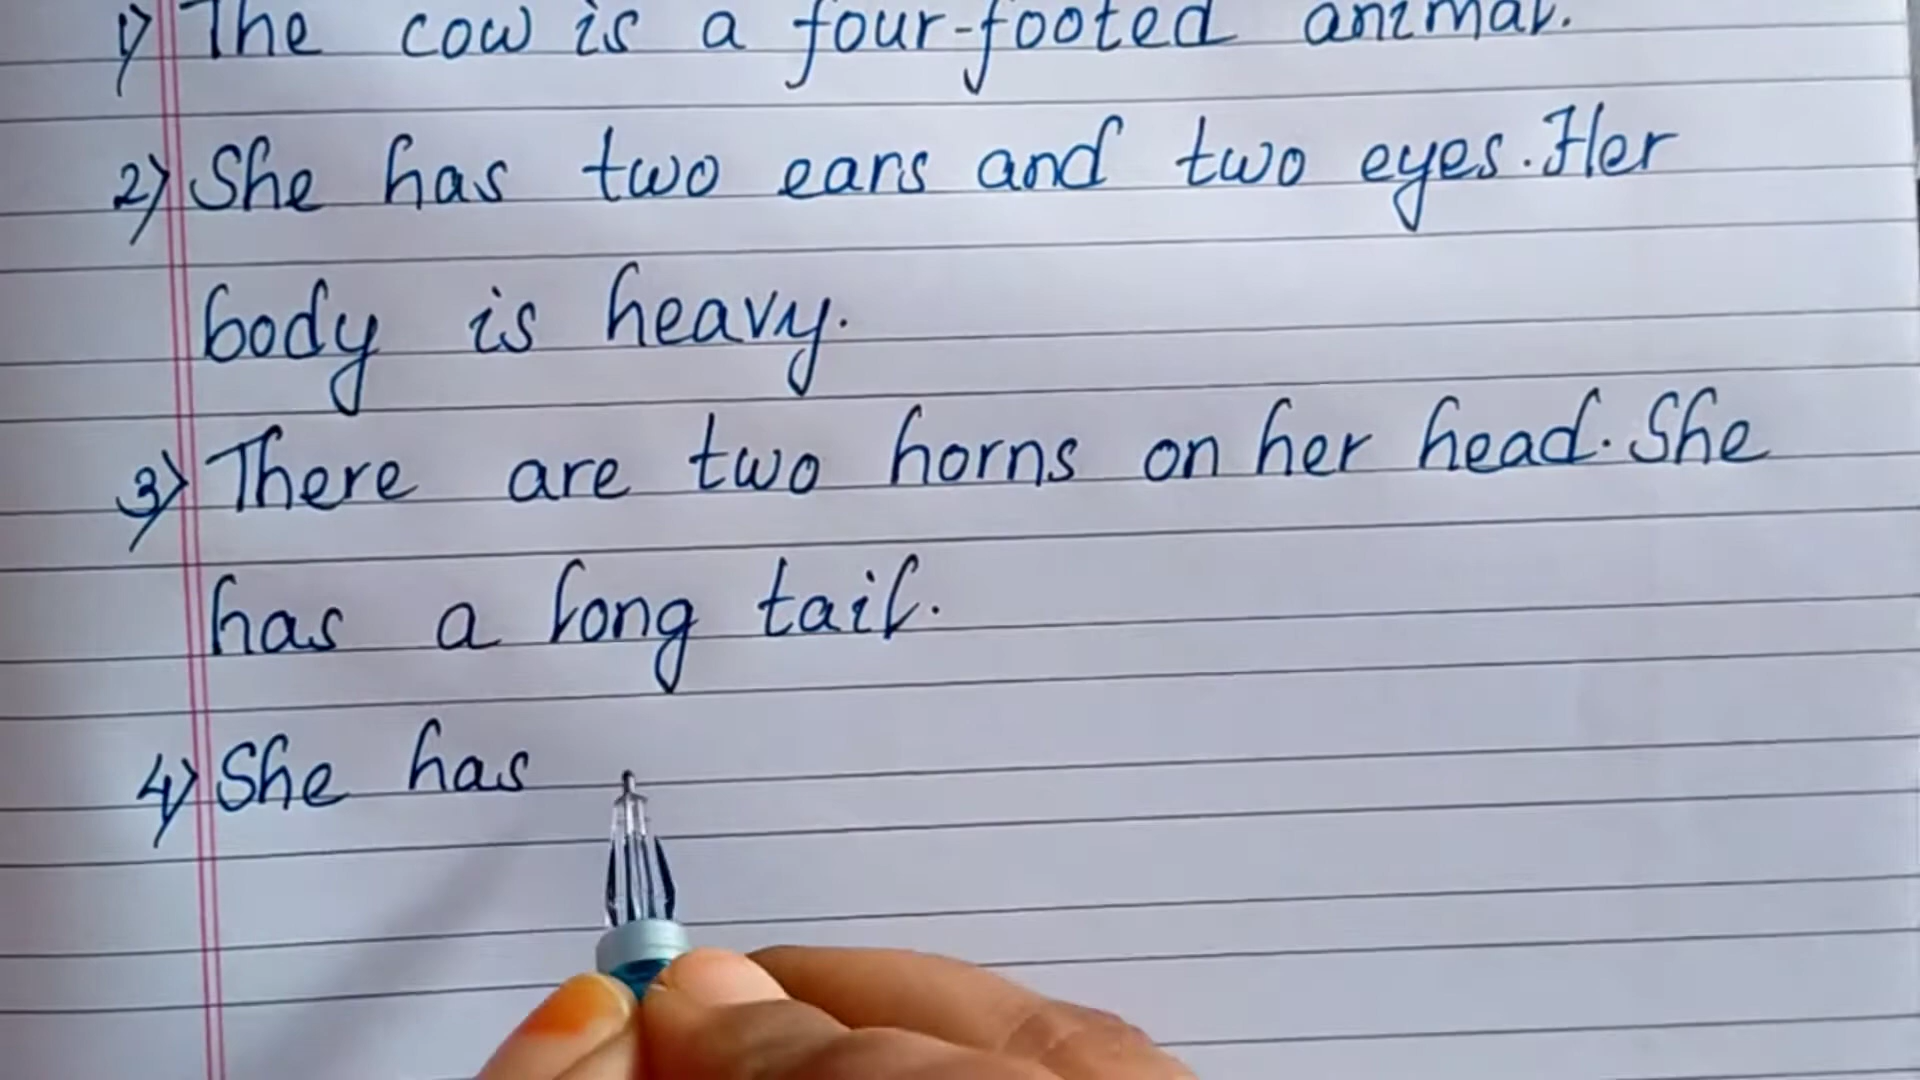 1) The cow is a four-footed animal.
2) She has two ears and two eyes. Her
body is heavy.
3) There are two horns on her head. She
has a long tail.
4) She has